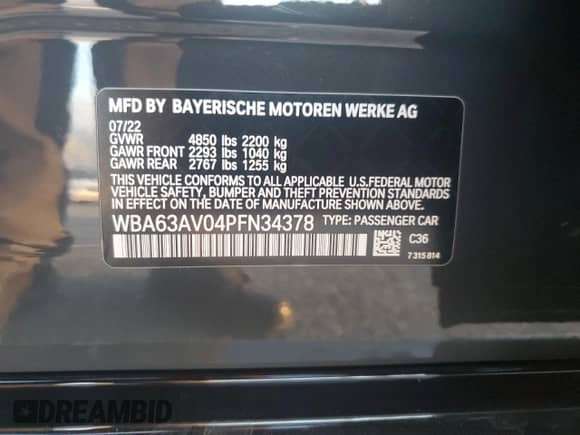 MFD BY BAYERISCHE MOTOREN WERKE AG
07/22
GVWR 4850 lbs 2200 kg
GAWR FRONT 2293 lbs 1040 kg
GAWR REAR 2767 lbs 1255 kg
THIS VEHICLE CONFORMS TO ALL APPLICABLE U.S.FEDERAL MOTOR
VEHICLE SAFETY, BUMPER, AND THEFT PREVENTION STANDARDS
IN EFFECT ON THE DATE OF MANUFACTURE SHOWN ABOVE.
WBA63AV04PFN34378 TYPE: PASSENGER CAR
C36
7 315 814
DREAMBID